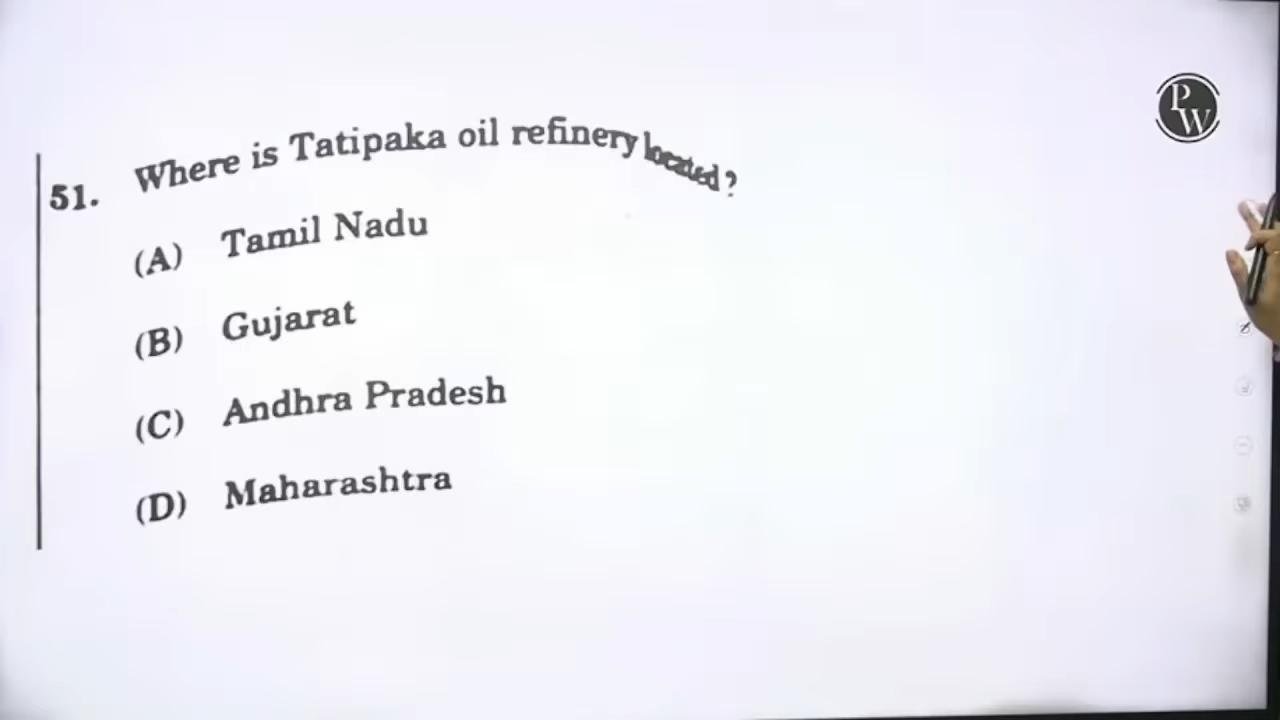 51. Where is Tatipaka oil refinery located ?
(A) Tamil Nadu
(B) Gujarat
(C) Andhra Pradesh
(D) Maharashtra
PW